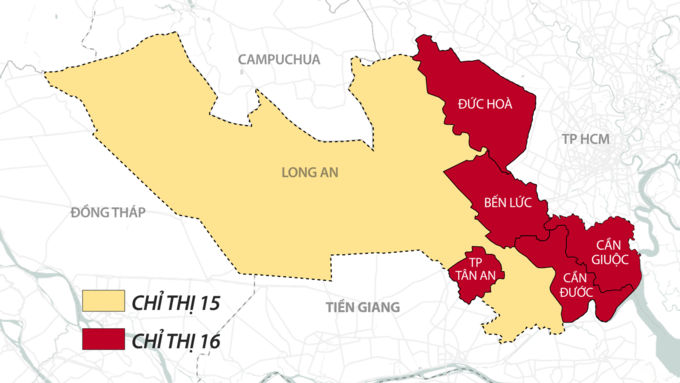 CAMPUCHUA
ĐỨC HOÀ
TP HCM
LONG AN
BẾN LỨC
ĐỒNG THÁP
CẦN
GIUỘC
TP
TÂN AN
CẦN
ĐƯỚC
CHỈ THỊ 15
TIỀN GIANG
CHỈ THỊ 16